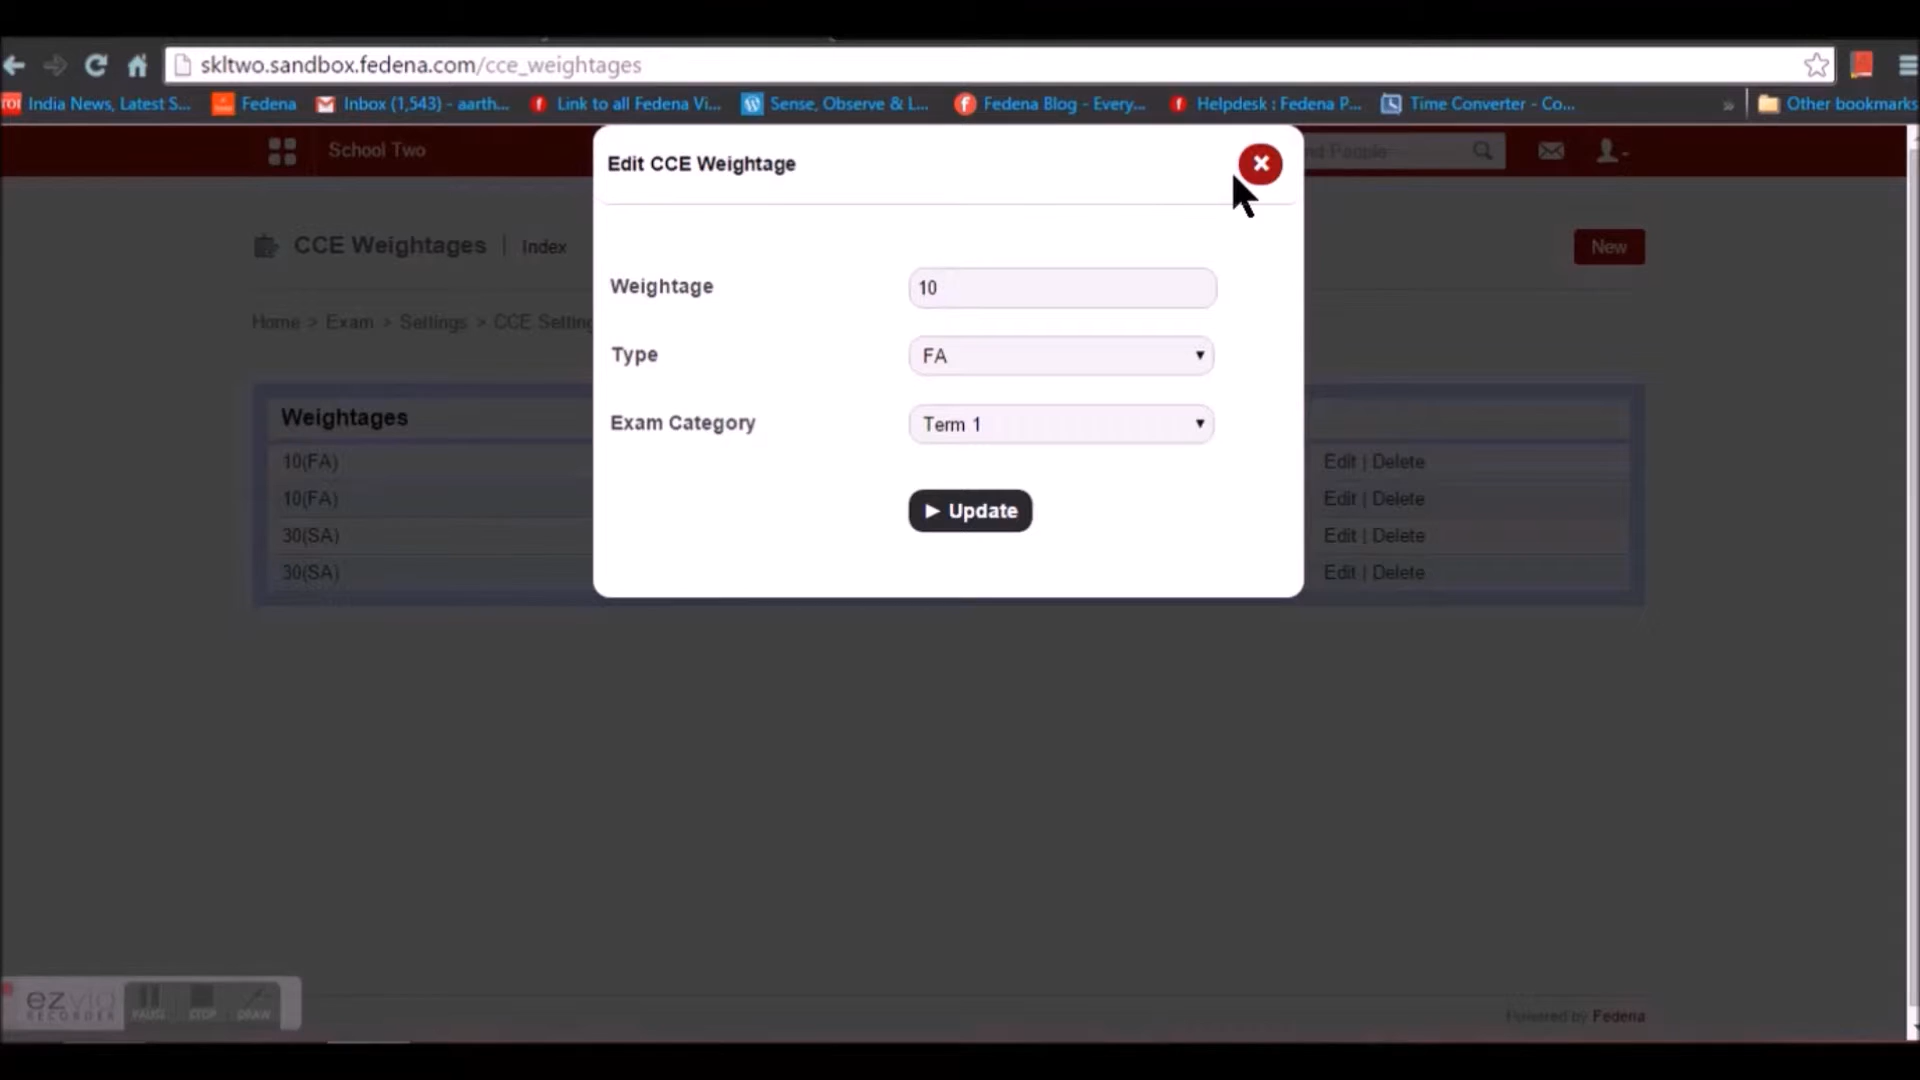 skltwo.sandbox.fedena.com/cce_weightages
India News, Latest S... Fedena Inbox (1,543) - aarth... Link to all Fedena Vi... Sense, Observe & L... Fedena Blog - Every... Helpdesk : Fedena P... Time Converter - Co... » Other bookmarks
School Two
Edit CCE Weightage
CCE Weightages | Index
New
Weightage 10
Home > Exam > Settings > CCE Setting
Type FA
Exam Category Term 1
Weightages
10(FA) Edit | Delete
10(FA) Edit | Delete
Update
30(SA) Edit | Delete
30(SA) Edit | Delete
ezvid
RECORDER
PAUSE STOP DRAW
Powered by Fedena